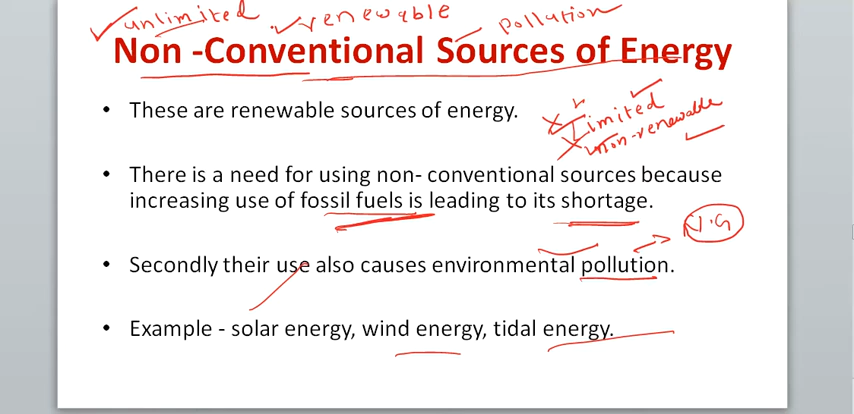 unlimited renewable pollution
Non -Conventional Sources of Energy
• These are renewable sources of energy.
Limited
Non-renewable
• There is a need for using non- conventional sources because
increasing use of fossil fuels is leading to its shortage.
N.G
• Secondly their use also causes environmental pollution.
• Example - solar energy, wind energy, tidal energy.